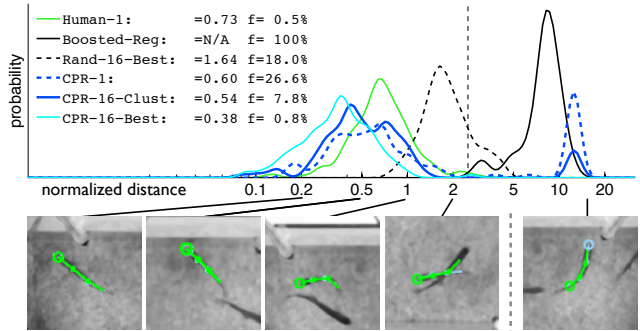 Human-1: =0.73 f= 0.5%
Boosted-Reg: =N/A f= 100%
Rand-16-Best: =1.64 f=18.0%
CPR-1: =0.60 f=26.6%
CPR-16-Clust: =0.54 f= 7.8%
CPR-16-Best: =0.38 f= 0.8%
probability
normalized distance 0.1 0.2 0.5 1 2 5 10 20